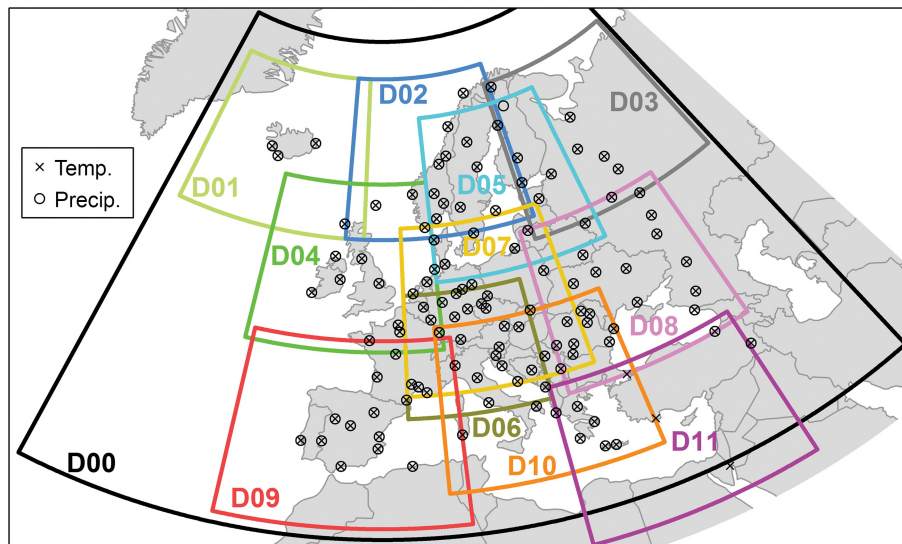 D02
D03
Temp.
Precip.
D01
D05
D04
D07
D08
D06
D11
D00
D09
D10